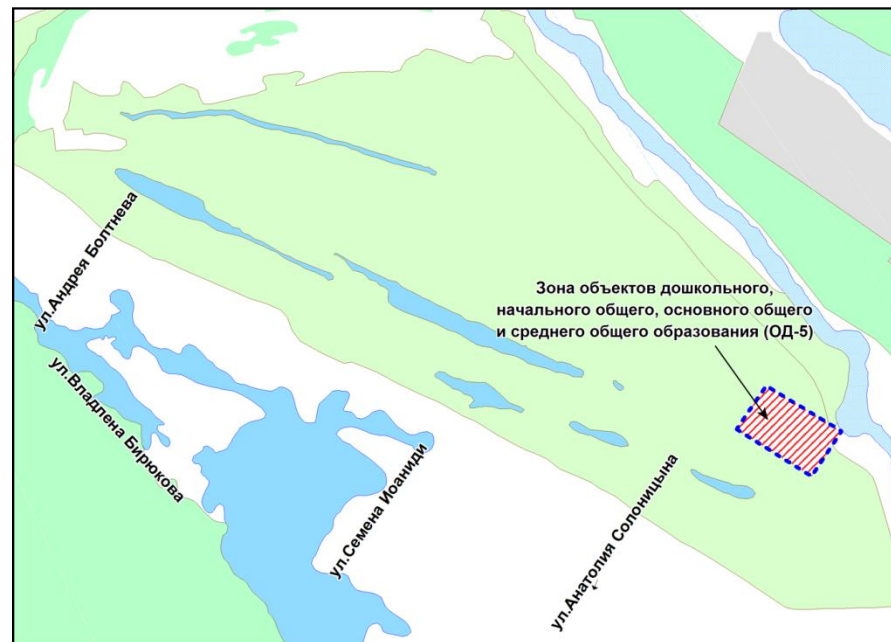 ул.Андрея Болтнева
Зона объектов дошкольного,
начального общего, основного общего
и среднего общего образования (ОД-5)
ул.Владлена Бирюкова
ул.Семена Иоаниди
ул.Анатолия Солоницына